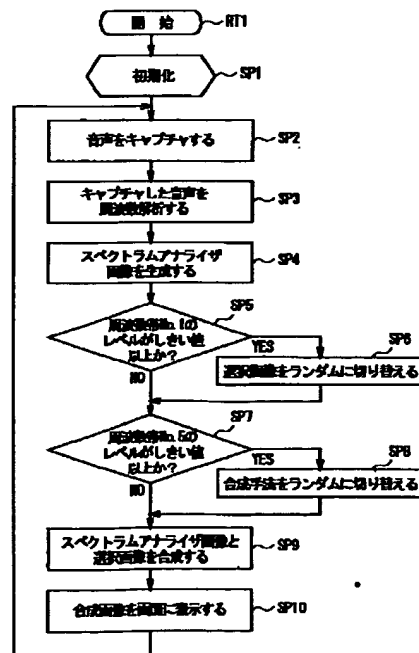 開 始
RT1
初期化
SP1
音声をキャプチャする
SP2
キャプチャした音声を
周波数解析する
SP3
スペクトラムアナライザ
画像を生成する
SP4
周波数帯No.1の
レベルがしきい値
以上か?
SP5
YES
NO
選択画像をランダムに切り替える
SP6
周波数帯No.5の
レベルがしきい値
以上か?
SP7
YES
NO
合成手法をランダムに切り替える
SP8
スペクトラムアナライザ画像と
選択画像を合成する
SP9
合成画像を画面に表示する
SP10